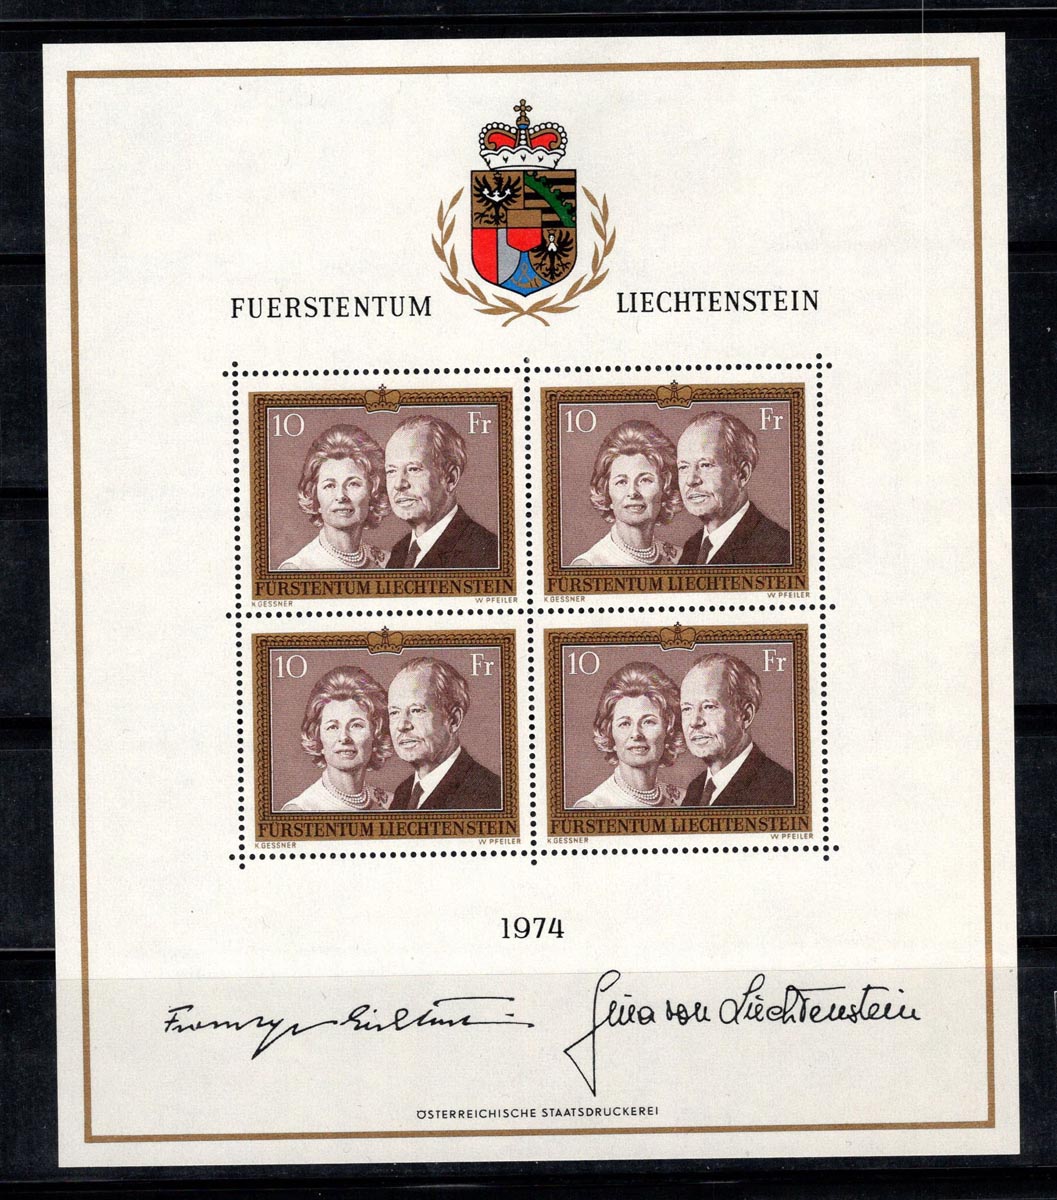 FUERSTENTUM LIECHTENSTEIN
10 Fr 10 Fr
FÜRSTENTUM LIECHTENSTEIN FÜRSTENTUM LIECHTENSTEIN
K GESSNER W PFEILER K GESSNER W PFEILER
10 Fr 10 Fr
FÜRSTENTUM LIECHTENSTEIN FÜRSTENTUM LIECHTENSTEIN
K GESSNER W PFEILER K GESSNER W PFEILER
1974
Gina von Liechtenstein
ÖSTERREICHISCHE STAATSDRUCKEREI